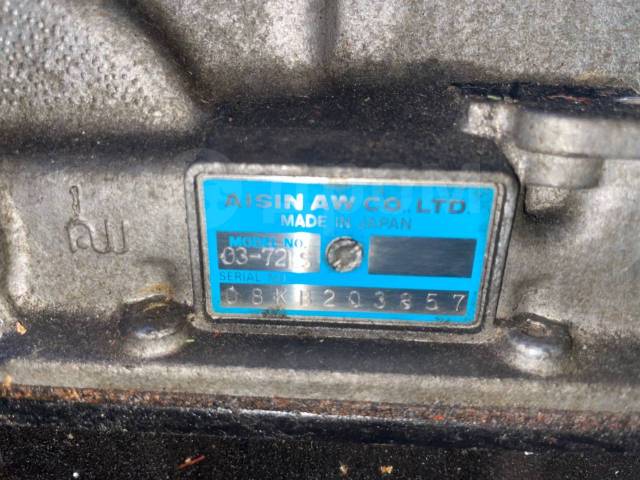 AISIN AW CO., LTD.
MADE IN JAPAN
MODEL NO.
03-72LS
SERIAL NO.
08KB203857